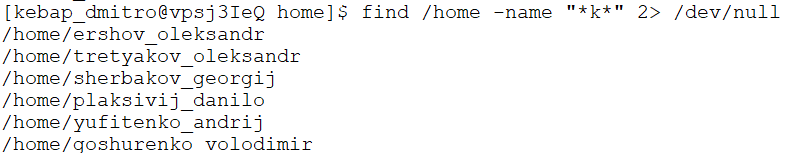 [kebap_dmitro@vpsj3IeQ home]$ find /home -name "*k*" 2> /dev/null
/home/ershov_oleksandr
/home/tretyakov_oleksandr
/home/sherbakov_georgij
/home/plaksivij_danilo
/home/yufitenko_andrij
/home/goshurenko_volodimir